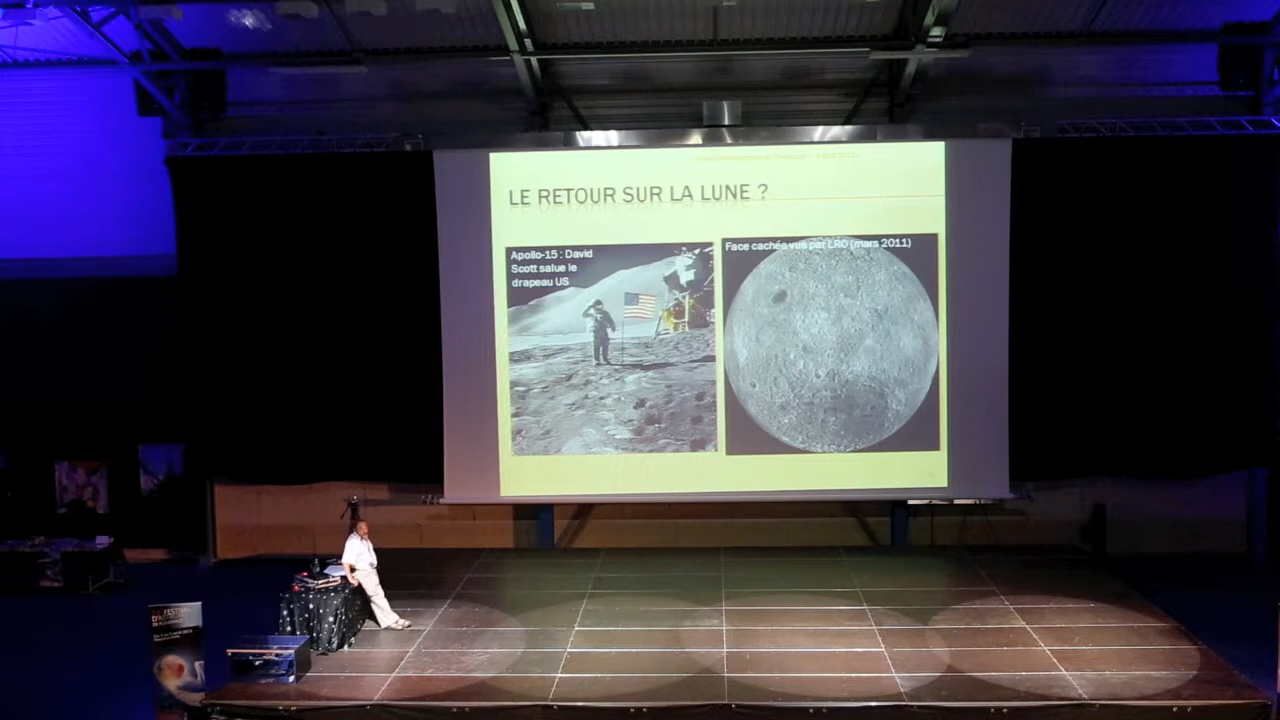 LE RETOUR SUR LA LUNE ?
Apollo-15 : David
Scott salue le
drapeau US
Face cachée vue par LRO (mars 2011)
FESTIVAL